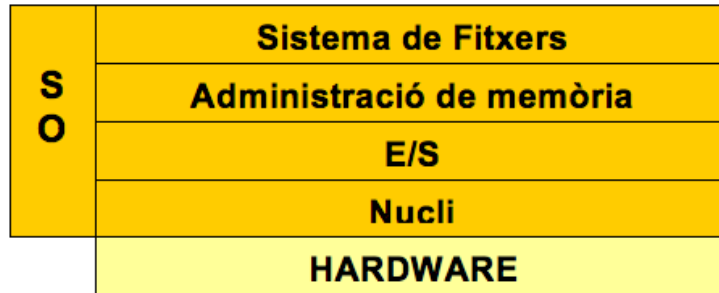 S
O
Sistema de Fitxers
Administració de memòria
E/S
Nucli
HARDWARE